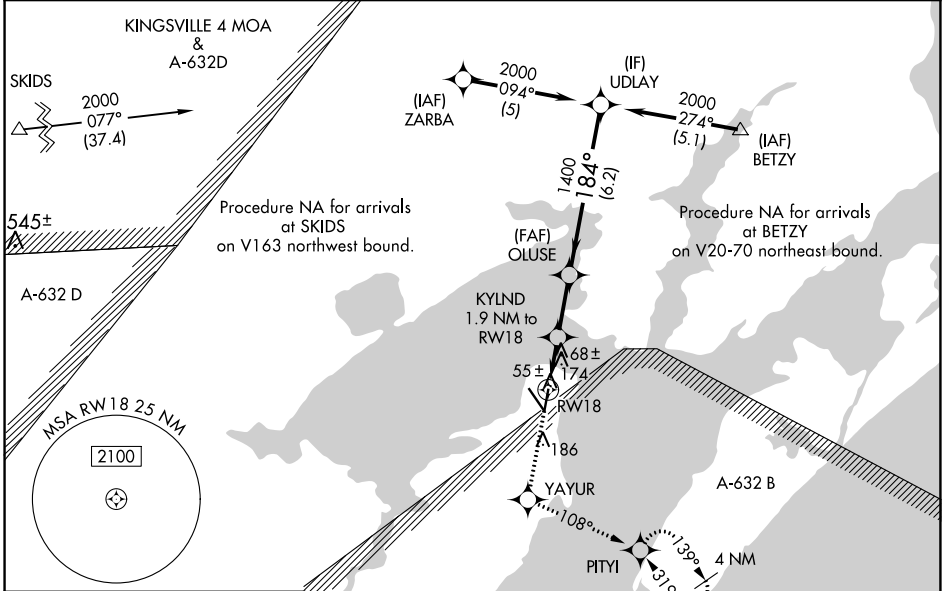 KINGSVILLE 4 MOA
&
A-632D
SKIDS
2000
077°
(37.4)
2000
094°
(5)
(IAF)
ZARBA
(IF)
UDLAY
2000
274°
(5.1)
(IAF)
BETZY
1400
184°
(6.2)
545±
Procedure NA for arrivals
at SKIDS
on V163 northwest bound.
Procedure NA for arrivals
at BETZY
on V20-70 northeast bound.
(FAF)
OLUSE
A-632 D
KYLND
1.9 NM to
RW18
68±
174
55±
RW18
MSA RW18 25 NM
2100
186
A-632 B
YAYUR
108°
PITYI
139°
4 NM
319°